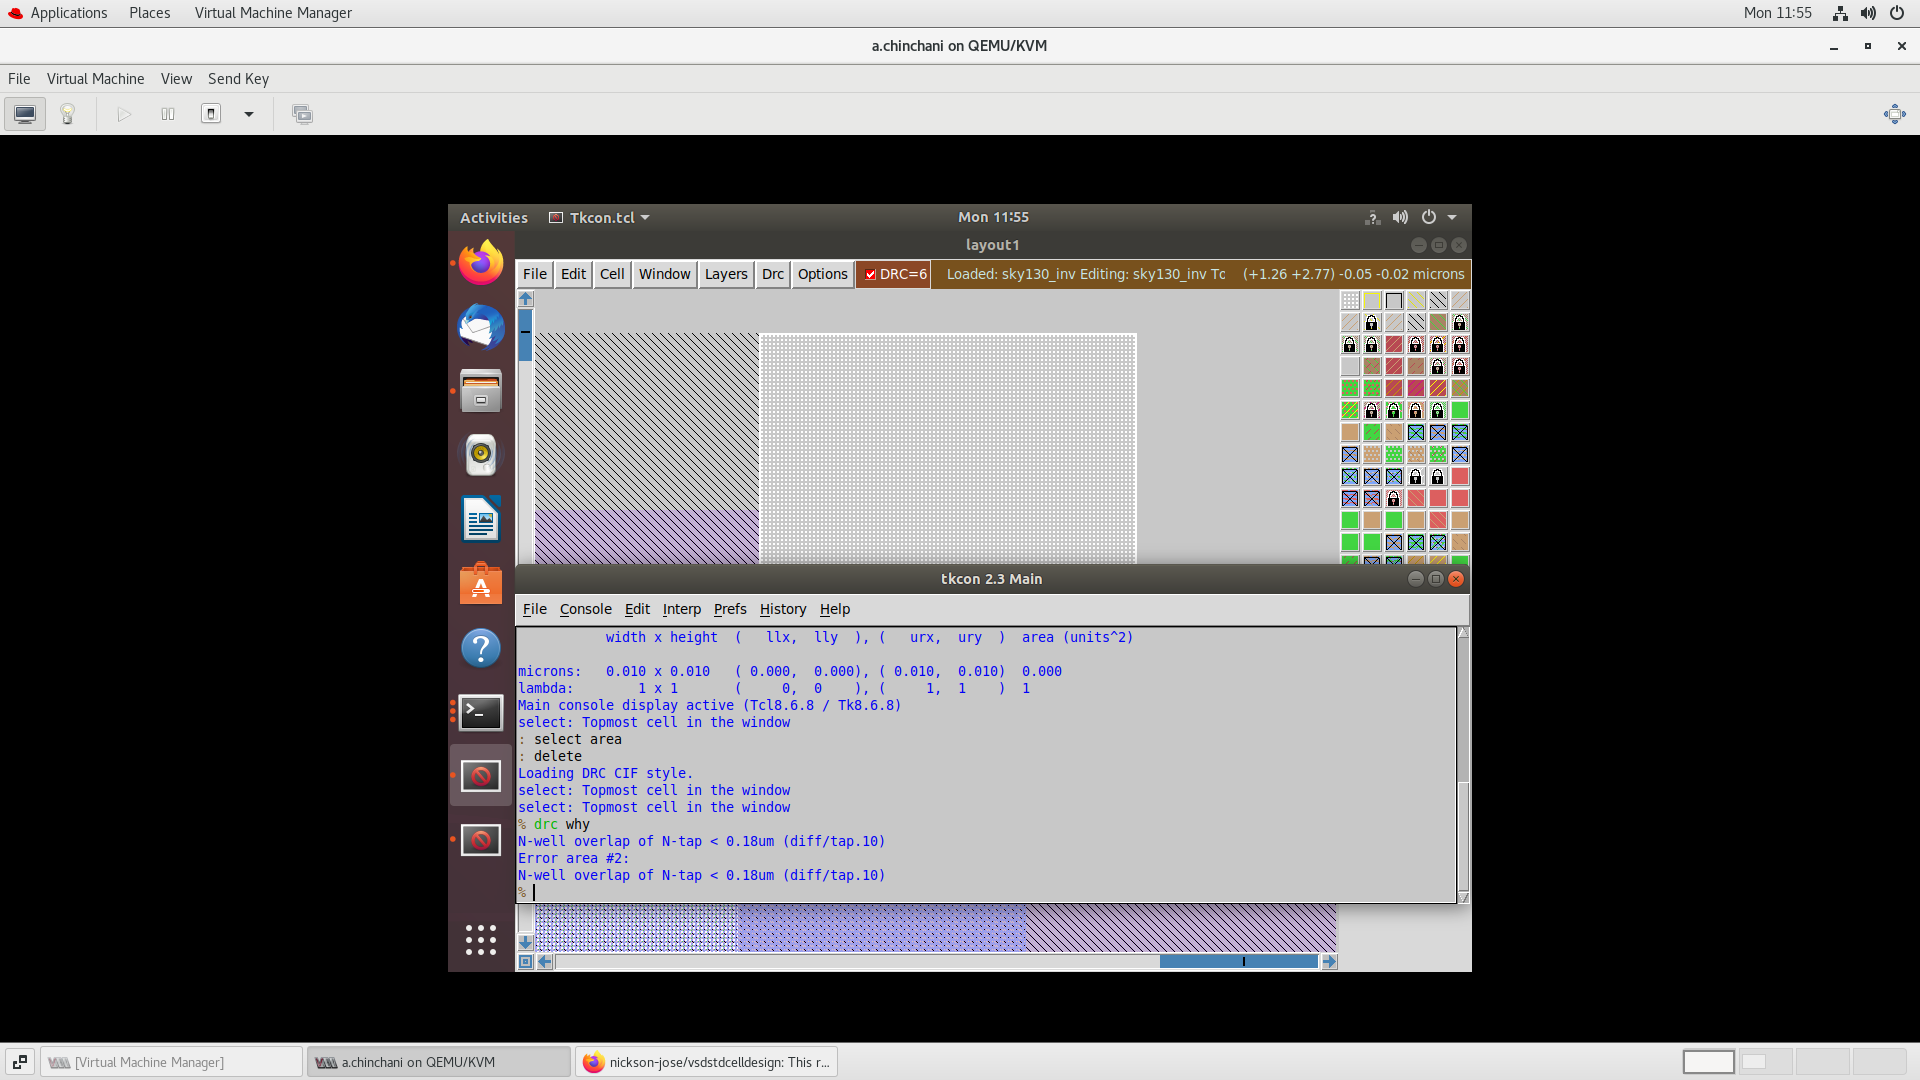 Applications Places Virtual Machine Manager Mon 11:55
a.chinchani on QEMU/KVM
File Virtual Machine View Send Key
Activities Tkcon.tcl Mon 11:55
layout1
File Edit Cell Window Layers Drc Options DRC=6 Loaded: sky130_inv Editing: sky130_inv To (+1.26 +2.77) -0.05 -0.02 microns
tkcon 2.3 Main
File Console Edit Interp Prefs History Help
width x height ( llx, lly ), ( urx, ury ) area (units^2)
microns: 0.010 x 0.010 ( 0.000, 0.000), ( 0.010, 0.010) 0.000
lambda: 1 x 1 ( 0, 0 ), ( 1, 1 ) 1
Main console display active (Tcl8.6.8 / Tk8.6.8)
select: Topmost cell in the window
: select area
: delete
Loading DRC CIF style.
select: Topmost cell in the window
select: Topmost cell in the window
% drc why
N-well overlap of N-tap < 0.18um (diff/tap.10)
Error area #2:
N-well overlap of N-tap < 0.18um (diff/tap.10)
%
[Virtual Machine Manager] a.chinchani on QEMU/KVM nickson-jose/vsdstdcelldesign: This r...